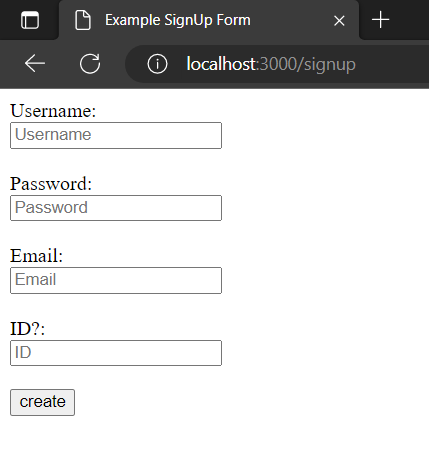 Example SignUp Form
localhost:3000/signup
Username:
Username
Password:
Password
Email:
Email
ID?:
ID
create